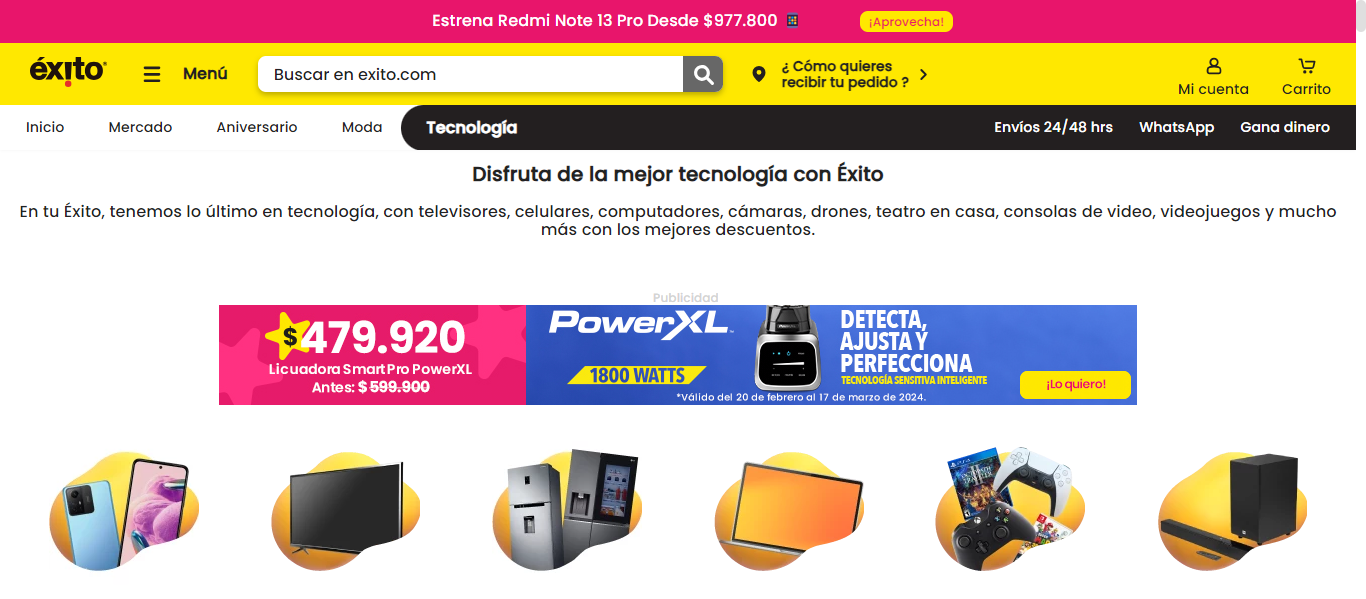 Estrena Redmi Note 13 Pro Desde $977.800
¡Aprovecha!
éxito
Menú
Buscar en exito.com
¿ Cómo quieres
recibir tu pedido ?
Mi cuenta
Carrito
Inicio
Mercado
Aniversario
Moda
Tecnología
Envíos 24/48 hrs
WhatsApp
Gana dinero
Disfruta de la mejor tecnología con Éxito
En tu Éxito, tenemos lo último en tecnología, con televisores, celulares, computadores, cámaras, drones, teatro en casa, consolas de video, videojuegos y mucho
más con los mejores descuentos.
Publicidad
$479.920
Licuadora Smart Pro PowerXL
Antes: $ 599.900
PowerXL
1800 WATTS
DETECTA,
AJUSTA Y
PERFECCIONA
TECNOLOGÍA SENSITIVA INTELIGENTE
¡Lo quiero!
*Válido del 20 de febrero al 17 de marzo de 2024.